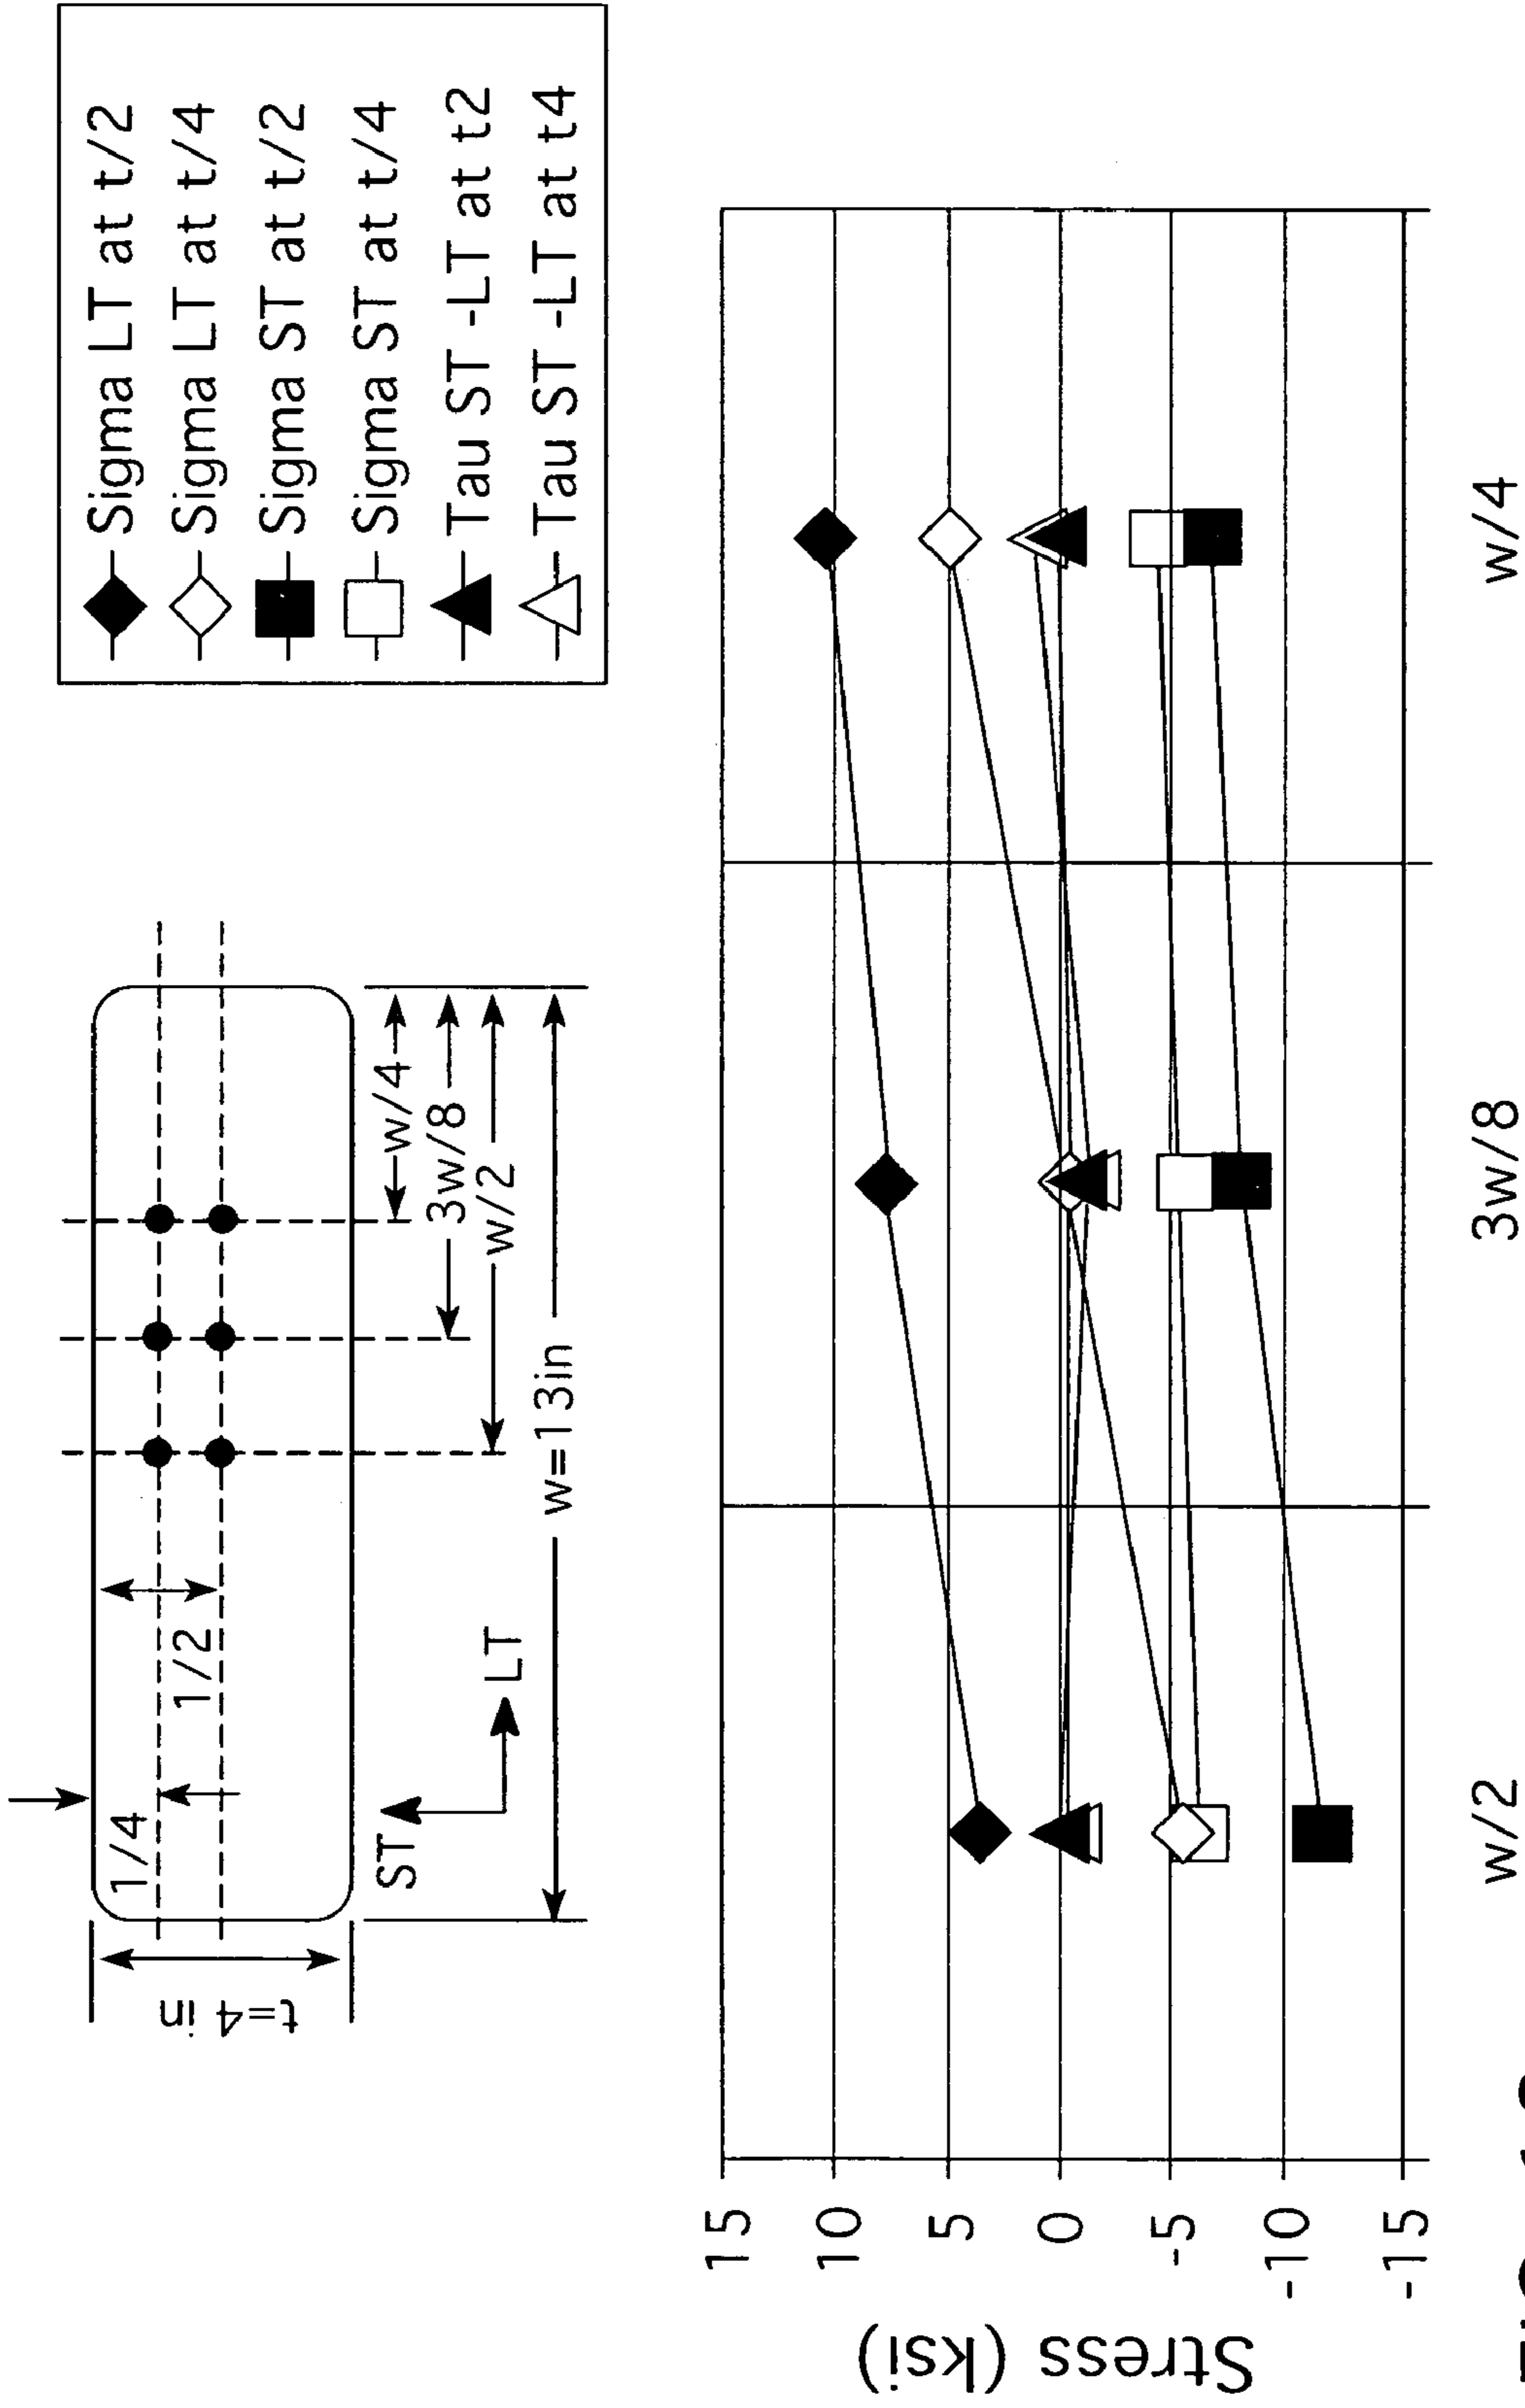 1/4
1/2
t=4 in
ST
LT
w/4
3w/8
w/2
w=13in
Sigma LT at t/2
Sigma LT at t/4
Sigma ST at t/2
Sigma ST at t/4
Tau ST -LT at t2
Tau ST -LT at t4
Stress (ksi)
15
10
5
0
-5
-10
-15
w/2
3w/8
w/4